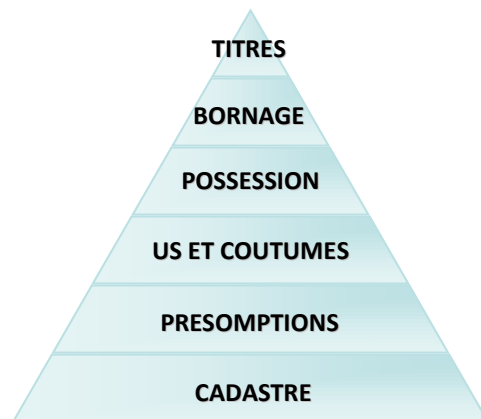 TITRES
BORNAGE
POSSESSION
US ET COUTUMES
PRESOMPTIONS
CADASTRE